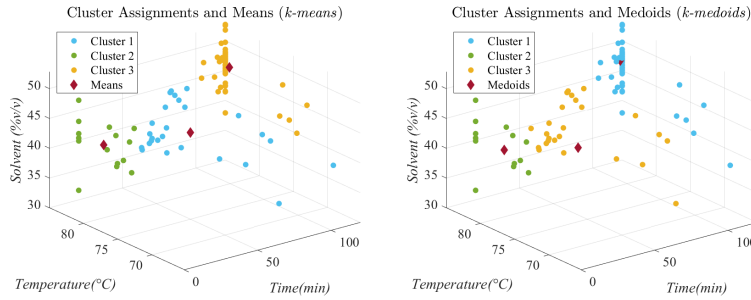 Cluster Assignments and Means (k-means)
Cluster 1
Cluster 2
Cluster 3
Means
50
45
40
35
30
Solvent (%v/v)
80
75
70
Temperature(°C)
0
50
100
Time(min)
Cluster Assignments and Medoids (k-medoids)
Cluster 1
Cluster 2
Cluster 3
Medoids
50
45
40
35
30
Solvent (%v/v)
80
75
70
Temperature(°C)
0
50
100
Time(min)